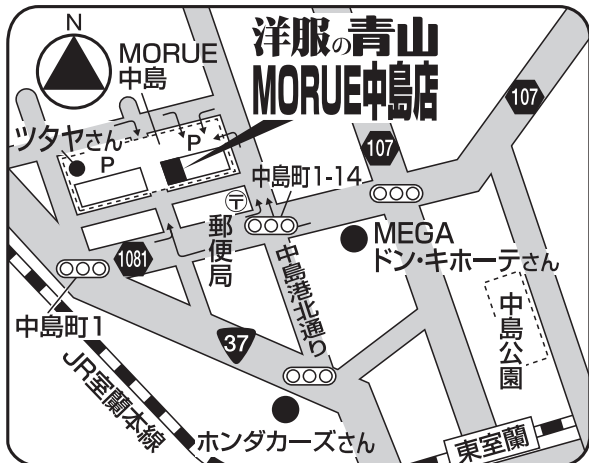 N
MORUE
中島
洋服の青山
MORUE中島店
107
107
ツタヤさん
P
P
〒
中島町1-14
郵便局
MEGA
ドン・キホーテさん
1081
中島町1
中島港北通り
中島公園
37
JR室蘭本線
ホンダカーズさん
東室蘭